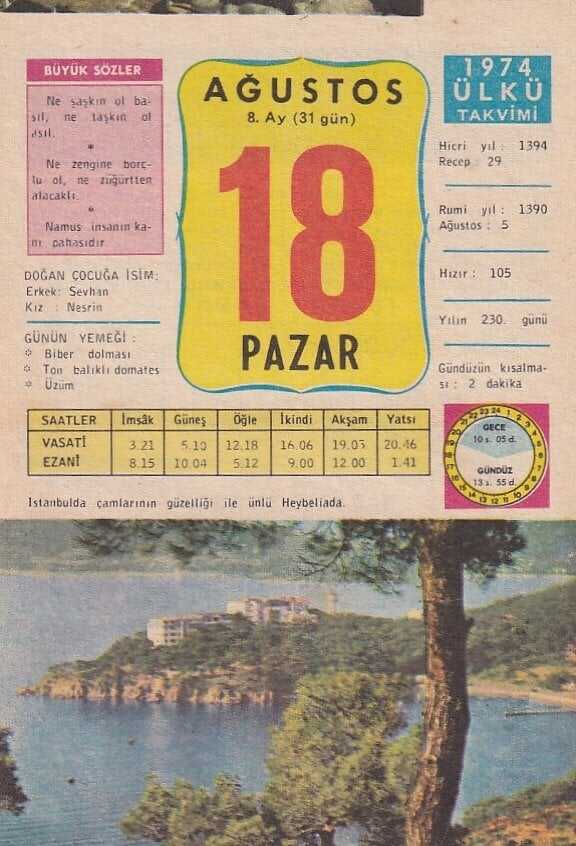 BÜYÜK SÖZLER
Ne şaşkın ol ba-
sıl, ne taşkın ol
asıl.
*
Ne zengine borç-
lu ol, ne züğürtten
alacaklı.
*
Namus insanın ka-
nı pahasıdır.
DOĞAN ÇOCUĞA İSİM:
Erkek: Seyhan
Kız : Nesrin
GÜNÜN YEMEĞİ :
Biber dolması
Ton balıklı domates
Üzüm
AĞUSTOS
8. Ay (31 gün)
18
PAZAR
1974
ÜLKÜ
TAKVİMİ
Hicri yıl : 1394
Recep : 29
Rumi yıl : 1390
Ağustos : 5
Hızır : 105
Yılın 230. günü
Gündüzün kısalma-
sı : 2 dakika
SAATLER İmsâk Güneş Öğle İkindi Akşam Yatsı
VASATİ 3.21 5.10 12.18 16.06 19.03 20.46
EZANİ 8.15 10.04 5.12 9.00 12.00 1.41
GECE
10 s. 05 d.
GÜNDÜZ
13 s. 55 d.
İstanbulda çamlarının güzelliği ile ünlü Heybeliada.